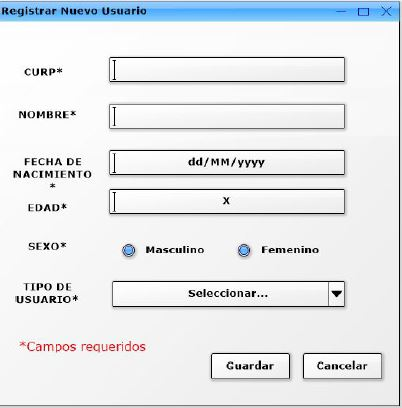 Registrar Nuevo Usuario
CURP*
NOMBRE*
FECHA DE
NACIMIENTO
*
dd/MM/yyyy
EDAD*
X
SEXO*
Masculino
Femenino
TIPO DE
USUARIO*
Seleccionar...
*Campos requeridos
Guardar
Cancelar